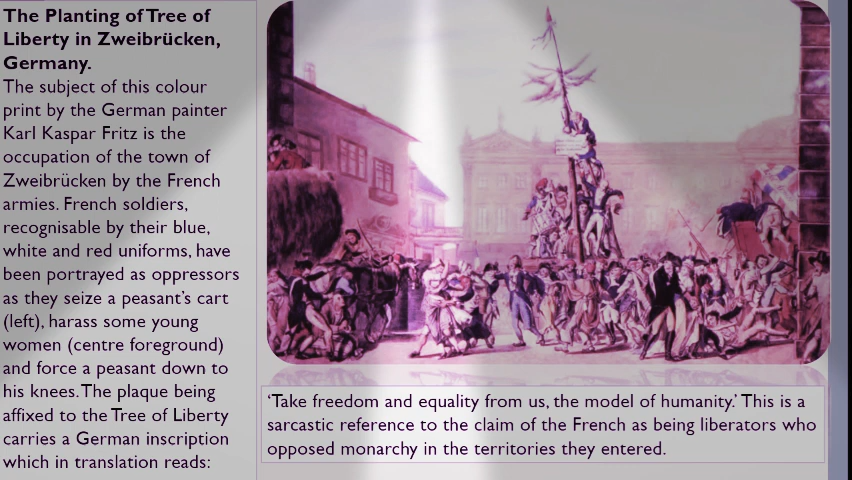 The Planting of Tree of
Liberty in Zweibrücken,
Germany.
The subject of this colour
print by the German painter
Karl Kaspar Fritz is the
occupation of the town of
Zweibrücken by the French
armies. French soldiers,
recognisable by their blue,
white and red uniforms, have
been portrayed as oppressors
as they seize a peasant’s cart
(left), harass some young
women (centre foreground)
and force a peasant down to
his knees. The plaque being
affixed to the Tree of Liberty
carries a German inscription
which in translation reads:
‘Take freedom and equality from us, the model of humanity.’ This is a
sarcastic reference to the claim of the French as being liberators who
opposed monarchy in the territories they entered.